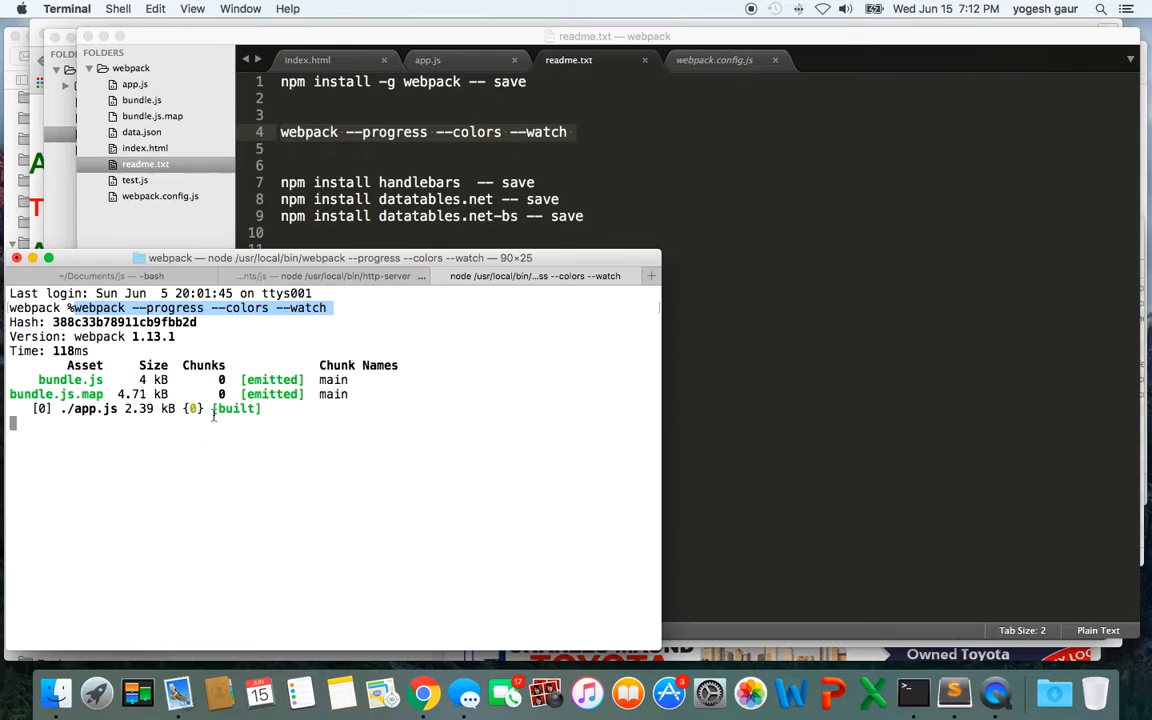 Terminal Shell Edit View Window Help Wed Jun 15 7:12 PM yogesh gaur
readme.txt — webpack
FOLDERS
webpack
app.js
bundle.js
bundle.js.map
data.json
index.html
readme.txt
test.js
webpack.config.js
index.html app.js readme.txt webpack.config.js
1 npm install -g webpack -- save
2
3
4 webpack --progress --colors --watch
5
6
7 npm install handlebars -- save
8 npm install datatables.net -- save
9 npm install datatables.net-bs -- save
10
webpack — node /usr/local/bin/webpack --progress --colors --watch — 90×25
~/Documents/js — -bash ...nts/js — node /usr/local/bin/http-server ... node /usr/local/bin/...ss --colors --watch
Last login: Sun Jun 5 20:01:45 on ttys001
webpack %webpack --progress --colors --watch
Hash: 388c33b78911cb9fbb2d
Version: webpack 1.13.1
Time: 118ms
Asset Size Chunks Chunk Names
bundle.js 4 kB 0 [emitted] main
bundle.js.map 4.71 kB 0 [emitted] main
[0] ./app.js 2.39 kB {0} [built]
Tab Size: 2 Plain Text
Owned Toyota
15
17
3